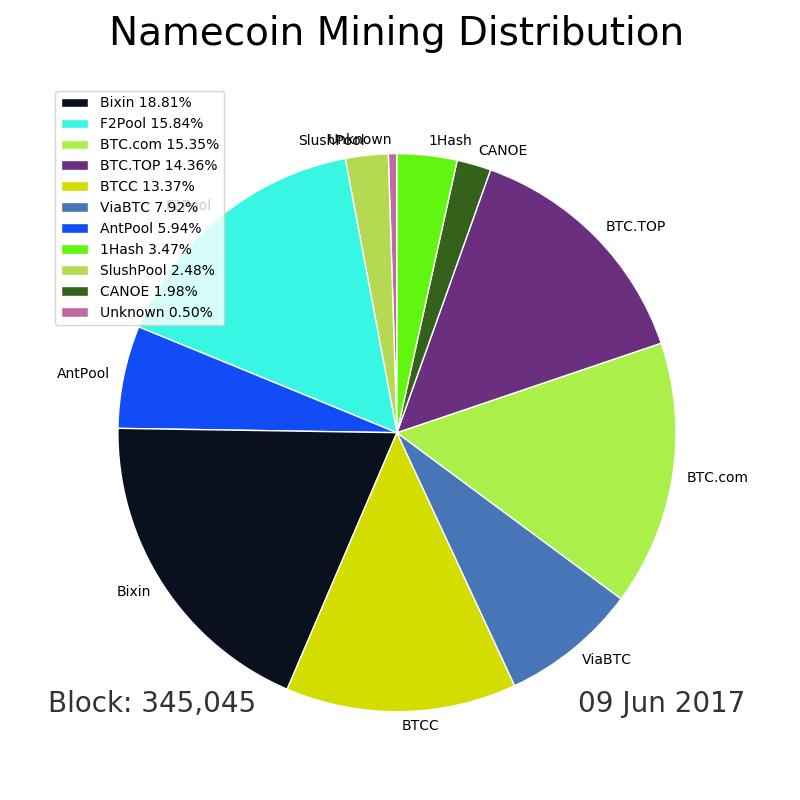 Namecoin Mining Distribution
Bixin 18.81%
F2Pool 15.84%
BTC.com 15.35%
BTC.TOP 14.36%
BTCC 13.37%
ViaBTC 7.92%
AntPool 5.94%
1Hash 3.47%
SlushPool 2.48%
CANOE 1.98%
Unknown 0.50%
SlushPool
Unknown
1Hash
CANOE
F2Pool
BTC.TOP
AntPool
BTC.com
Bixin
ViaBTC
BTCC
Block: 345,045
09 Jun 2017